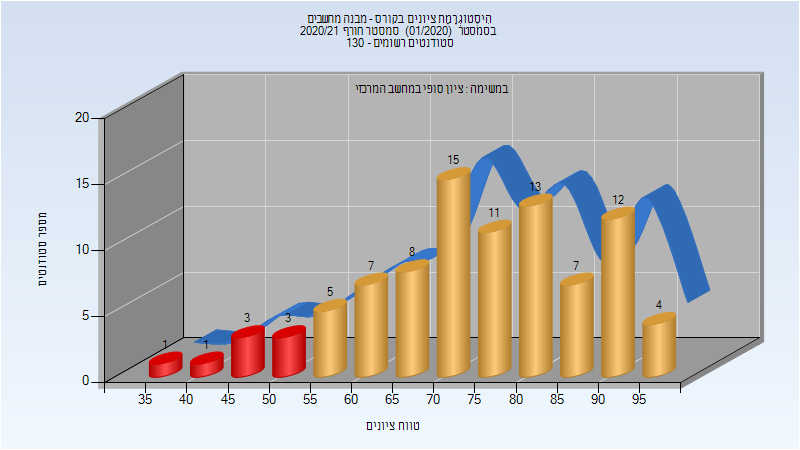 היסטוגרמת ציונים בקורס - מבנה מחשבים
בסמסטר (01/2020) סמסטר חורף 2020/21
סטודנטים רשומים - 130
במשימה : ציון סופי במחשב המרכזי
מספר סטודנטים
20
15
10
5
0
1
1
3
3
5
7
8
15
11
13
7
12
4
35 40 45 50 55 60 65 70 75 80 85 90 95
טווח ציונים